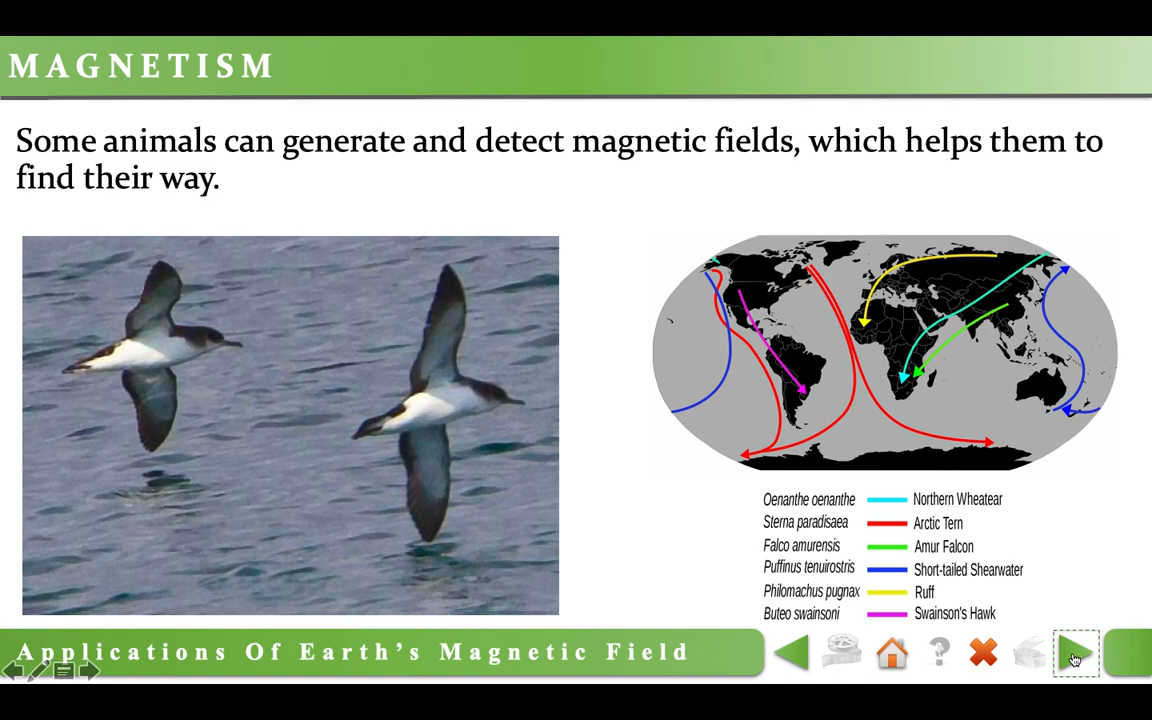 MAGNETISM
Some animals can generate and detect magnetic fields, which helps them to
find their way.
Oenanthe oenanthe Northern Wheatear
Sterna paradisaea Arctic Tern
Falco amurensis Amur Falcon
Puffinus tenuirostris Short-tailed Shearwater
Philomachus pugnax Ruff
Buteo swainsoni Swainson's Hawk
Applications Of Earth’s Magnetic Field